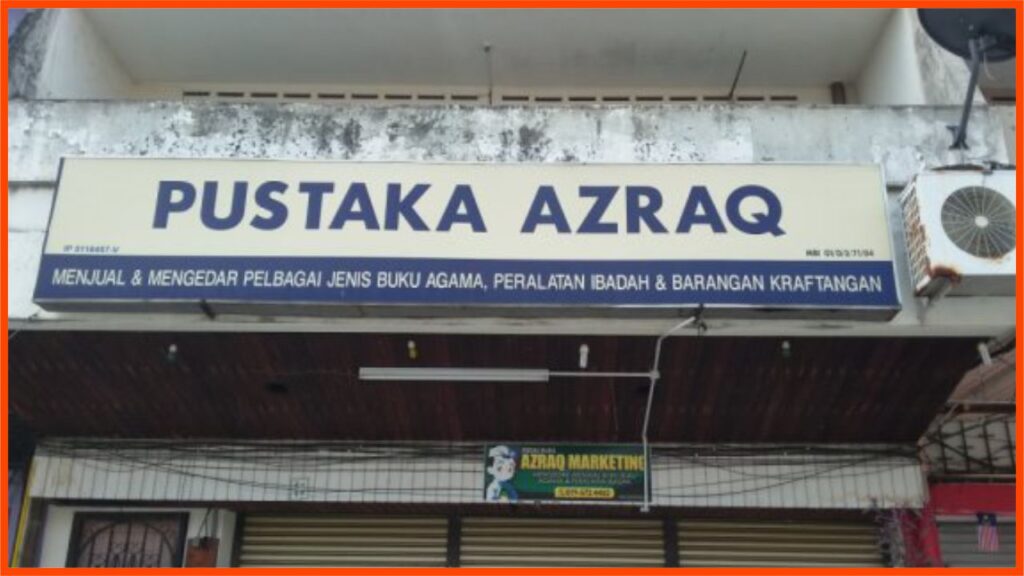 PUSTAKA AZRAQ
MENJUAL & MENGEDAR PELBAGAI JENIS BUKU AGAMA, PERALATAN IBADAH & BARANGAN KRAFTANGAN
AZRAQ MARKETING